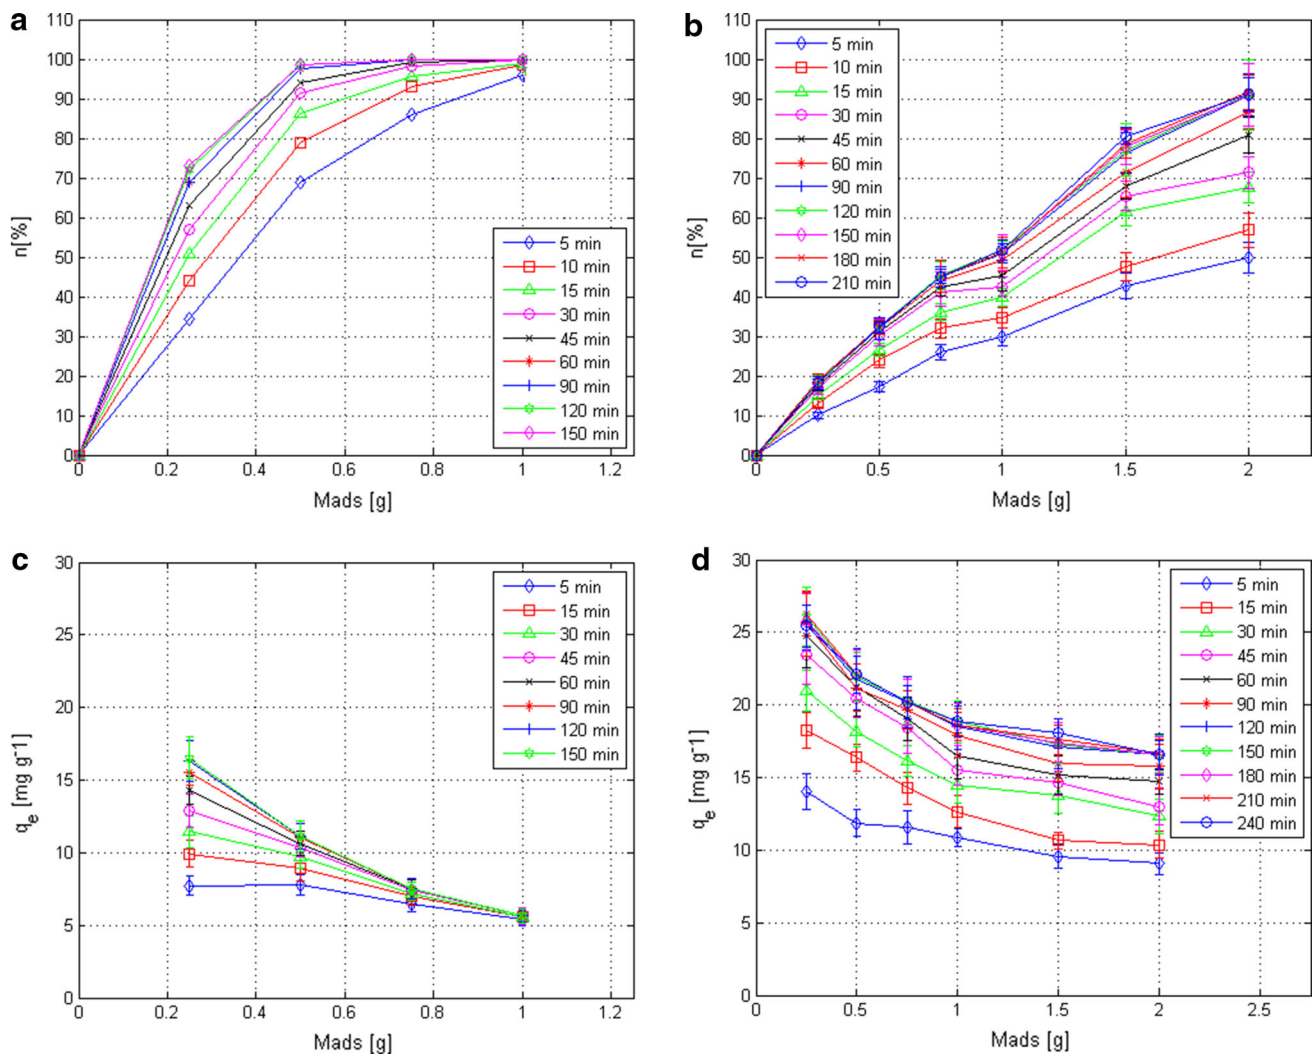 a
110
100
90
80
70
60
50
40
30
20
10
0
n[%]
0 0.2 0.4 0.6 0.8 1 1.2
Mads [g]
5 min
10 min
15 min
30 min
45 min
60 min
90 min
120 min
150 min
b
110
100
90
80
70
60
50
40
30
20
10
0
n[%]
0 0.5 1 1.5 2
Mads [g]
5 min
10 min
15 min
30 min
45 min
60 min
90 min
120 min
150 min
180 min
210 min
c
30
25
20
15
10
5
0
qe [mg g-1]
0 0.2 0.4 0.6 0.8 1 1.2
Mads [g]
5 min
15 min
30 min
45 min
60 min
90 min
120 min
150 min
d
30
25
20
15
10
5
0
qe [mg g-1]
0 0.5 1 1.5 2 2.5
Mads [g]
5 min
15 min
30 min
45 min
60 min
90 min
120 min
150 min
180 min
210 min
240 min